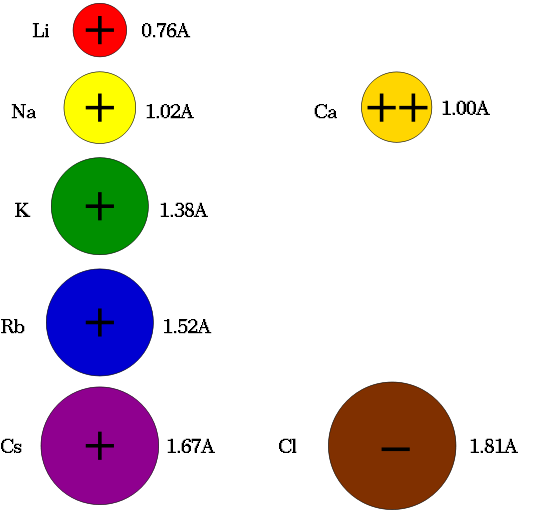 Li + 0.76A
Na + 1.02A
Ca ++ 1.00A
K + 1.38A
Rb + 1.52A
Cs + 1.67A
Cl − 1.81A